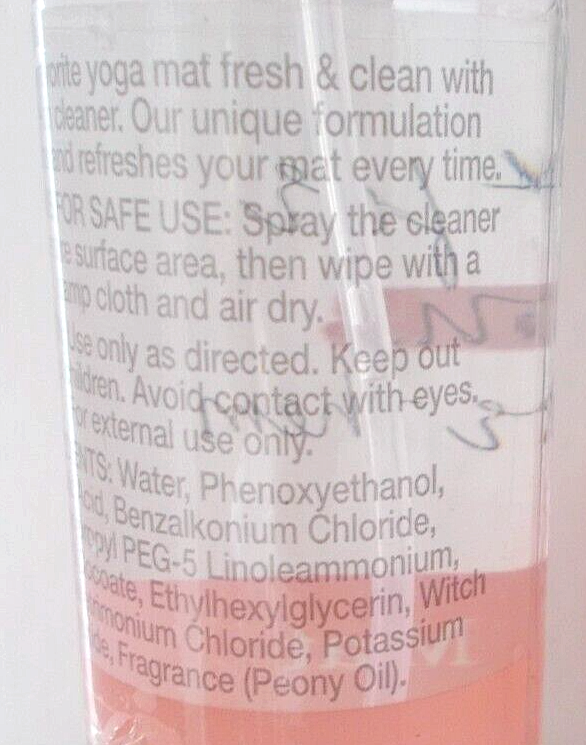 yoga mat fresh & clean with
cleaner. Our unique formulation
refreshes your mat every time.
FOR SAFE USE: Spray the cleaner
surface area, then wipe with a
cloth and air dry.
Use only as directed. Keep out
Avoid contact with eyes.
external use only.
Water, Phenoxyethanol,
Benzalkonium Chloride,
PEG-5 Linoleammonium,
Ethylhexylglycerin, Witch
Chloride, Potassium
Fragrance (Peony Oil).